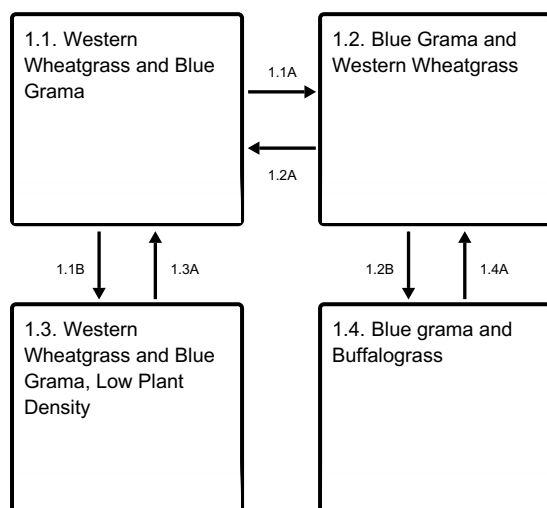 1.1. Western
Wheatgrass and Blue
Grama
1.2. Blue Grama and
Western Wheatgrass
1.1A
1.2A
1.1B
1.3A
1.2B
1.4A
1.3. Western
Wheatgrass and Blue
Grama, Low Plant
Density
1.4. Blue grama and
Buffalograss